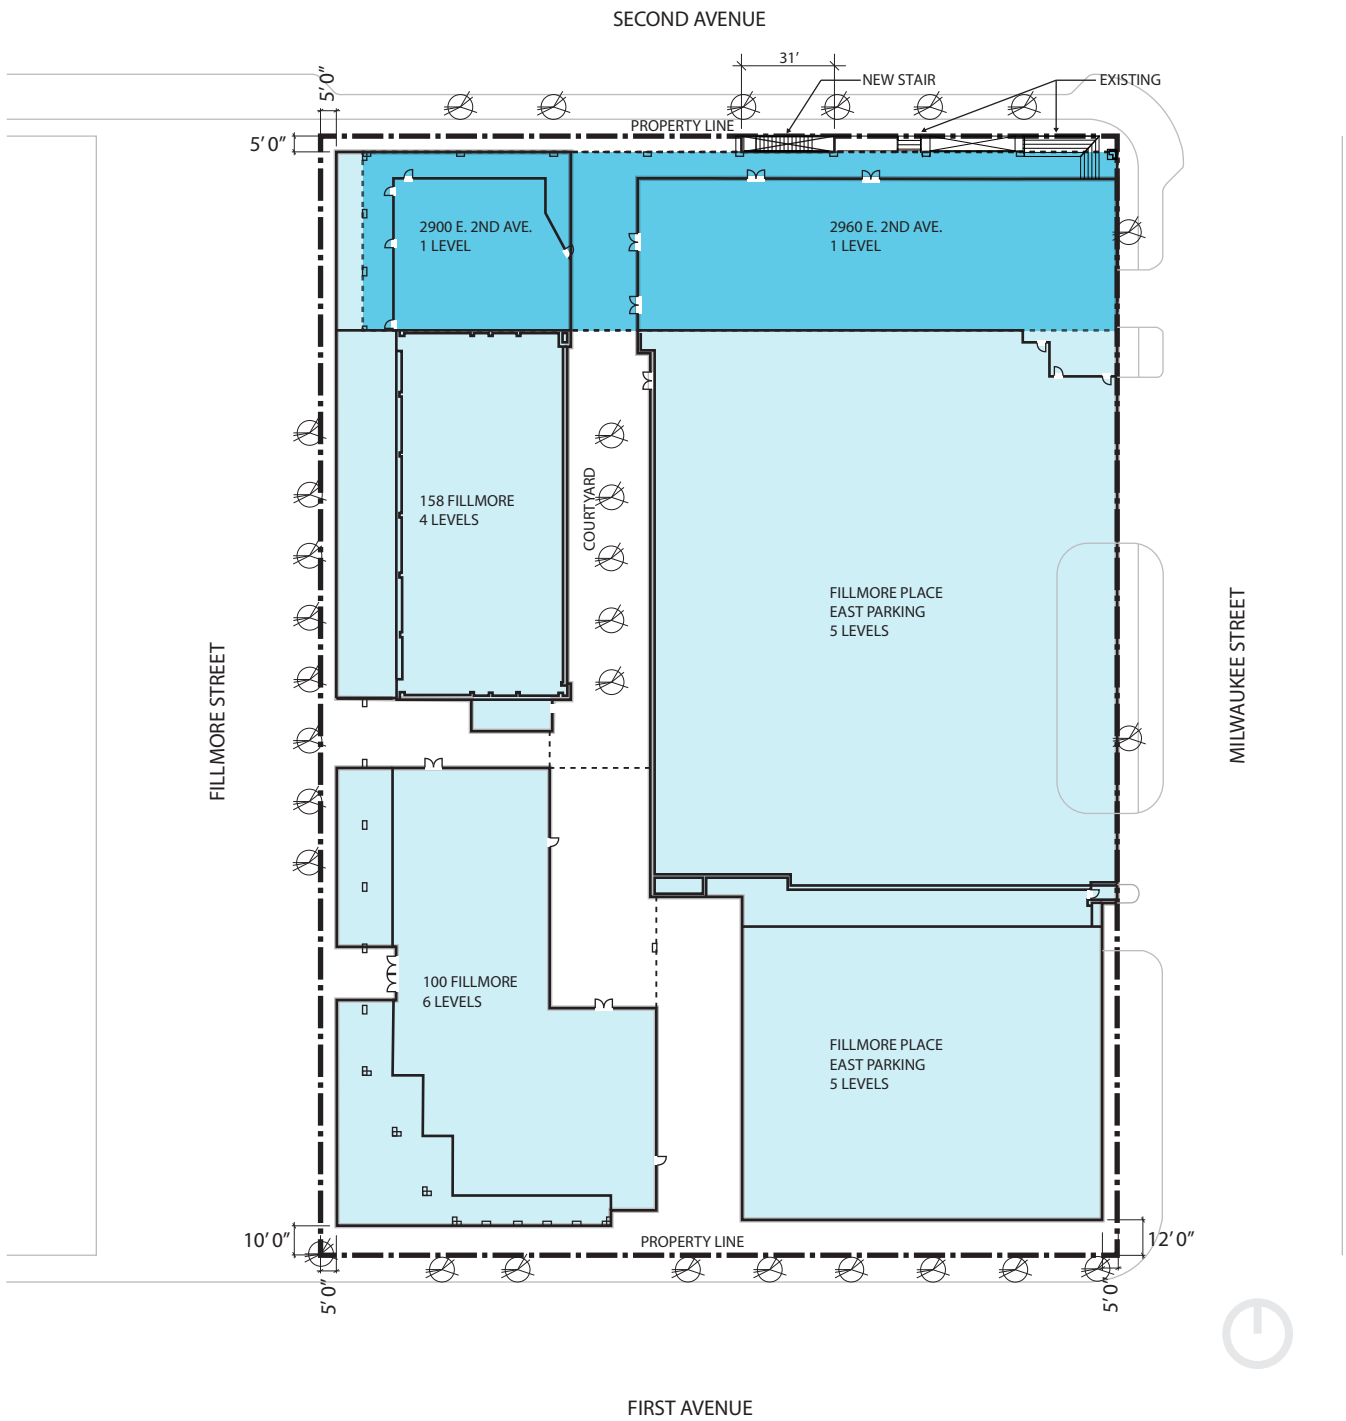 SECOND AVENUE
31'
NEW STAIR
EXISTING
5' 0"
5' 0"
PROPERTY LINE
2900 E. 2ND AVE.
1 LEVEL
2960 E. 2ND AVE.
1 LEVEL
158 FILLMORE
4 LEVELS
COURTYARD
FILLMORE PLACE
EAST PARKING
5 LEVELS
FILLMORE STREET
MILWAUKEE STREET
100 FILLMORE
6 LEVELS
FILLMORE PLACE
EAST PARKING
5 LEVELS
10' 0"
PROPERTY LINE
12' 0"
5' 0"
5' 0"
FIRST AVENUE